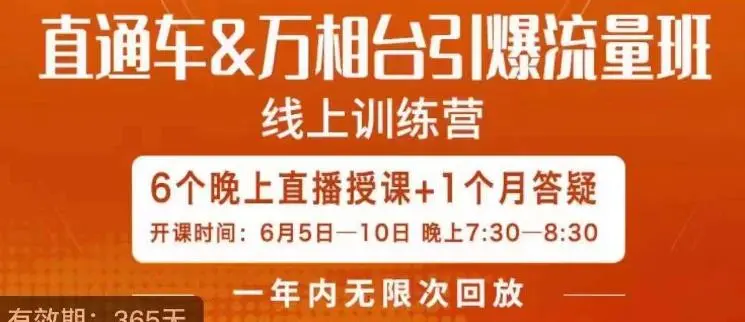 直通车&万相台引爆流量班
线上训练营
6个晚上直播授课+1个月答疑
开课时间：6月5日—10日 晚上7:30—8:30
一年内无限次回放
有效期：365天